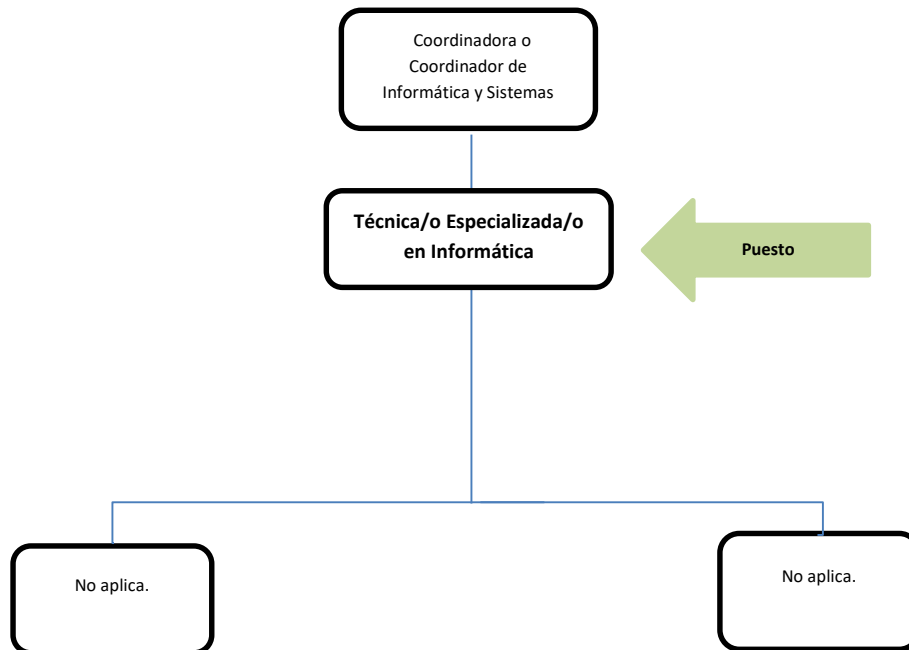 Coordinadora o
Coordinador de
Informática y Sistemas
Técnica/o Especializada/o
en Informática
Puesto
No aplica.
No aplica.